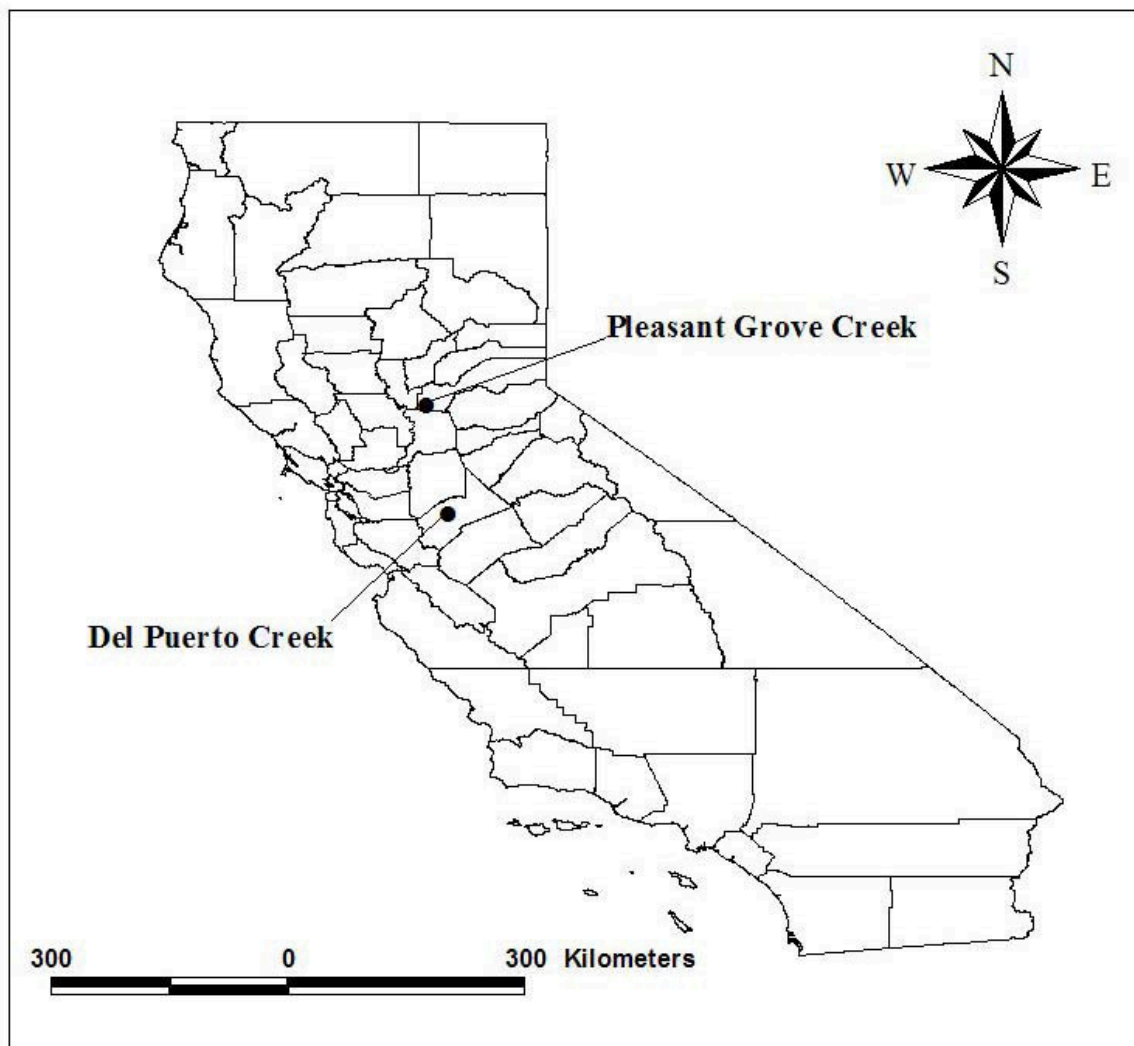 N
W E
S
Pleasant Grove Creek
Del Puerto Creek
300 0 300 Kilometers